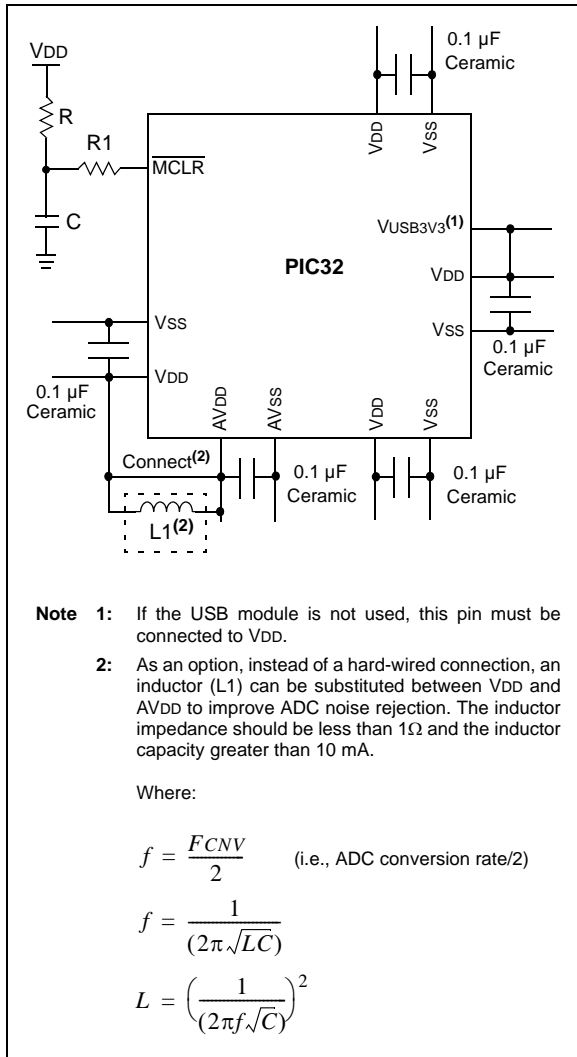 0.1 µF
Ceramic
VDD
R
R1
C
MCLR
VDD
VSS
VUSB3V3(1)
PIC32
VDD
VSS
0.1 µF
Ceramic
VSS
VDD
0.1 µF
Ceramic
AVDD
AVSS
VDD
VSS
Connect(2)
0.1 µF
Ceramic
0.1 µF
Ceramic
L1(2)
Note 1: If the USB module is not used, this pin must be
connected to VDD.
2: As an option, instead of a hard-wired connection, an
inductor (L1) can be substituted between VDD and
AVDD to improve ADC noise rejection. The inductor
impedance should be less than 1Ω and the inductor
capacity greater than 10 mA.
Where:
f = FCNV / 2 (i.e., ADC conversion rate/2)
f = 1 / (2π√LC)
L = (1 / (2πf√C))²